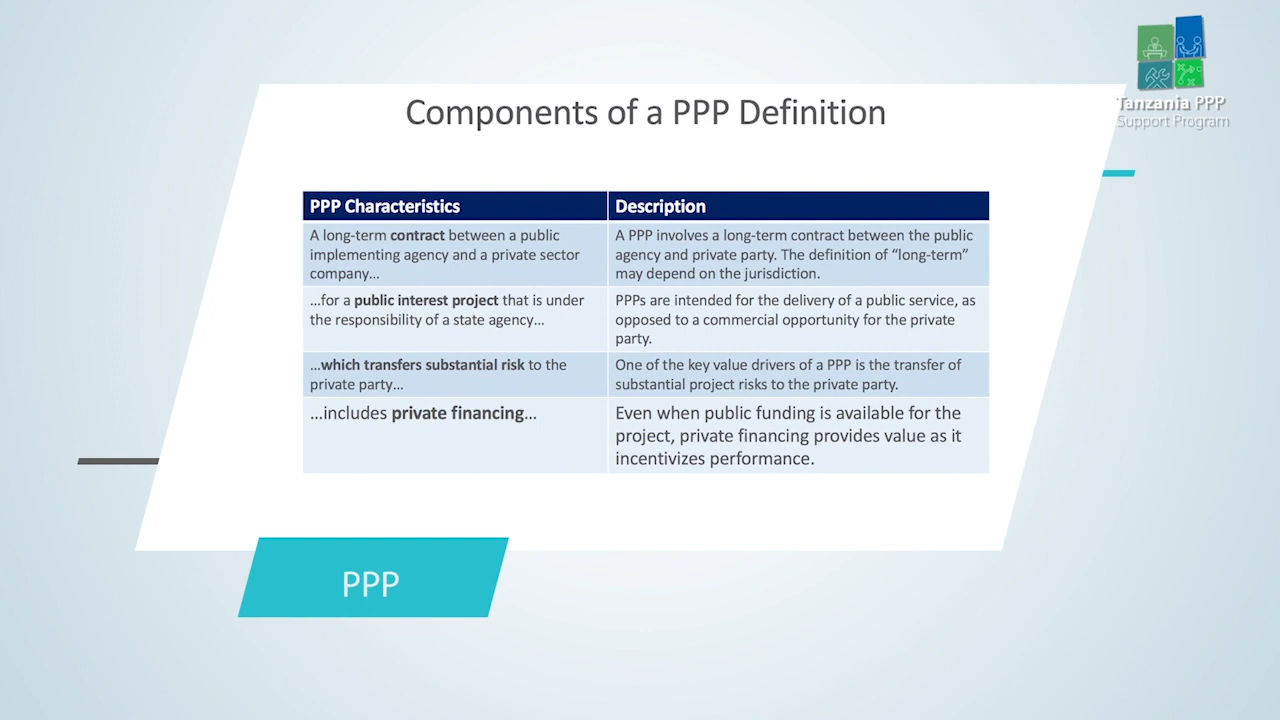 Tanzania PPP
Support Program
Components of a PPP Definition
PPP Characteristics
Description
A long-term contract between a public
implementing agency and a private sector
company…
A PPP involves a long-term contract between the public
agency and private party. The definition of “long-term”
may depend on the jurisdiction.
…for a public interest project that is under
the responsibility of a state agency…
PPPs are intended for the delivery of a public service, as
opposed to a commercial opportunity for the private
party.
…which transfers substantial risk to the
private party…
One of the key value drivers of a PPP is the transfer of
substantial project risks to the private party.
…includes private financing…
Even when public funding is available for the
project, private financing provides value as it
incentivizes performance.
PPP